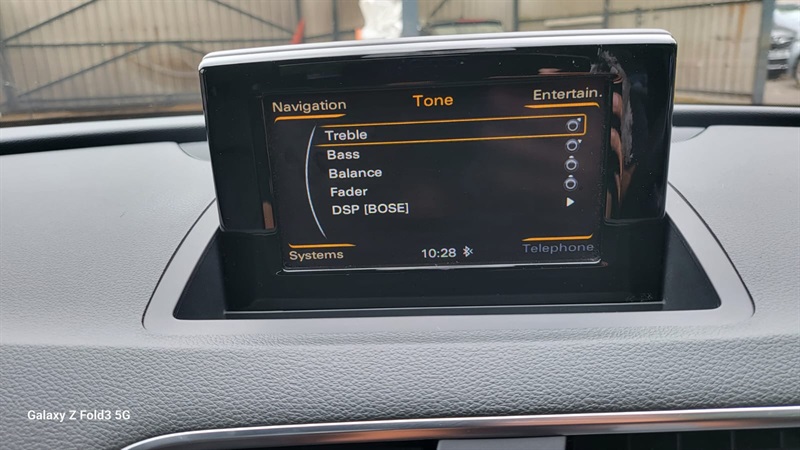 Navigation
Tone
Entertain.
Treble
Bass
Balance
Fader
DSP [BOSE]
Systems
10:28
Telephone
Galaxy Z Fold3 5G